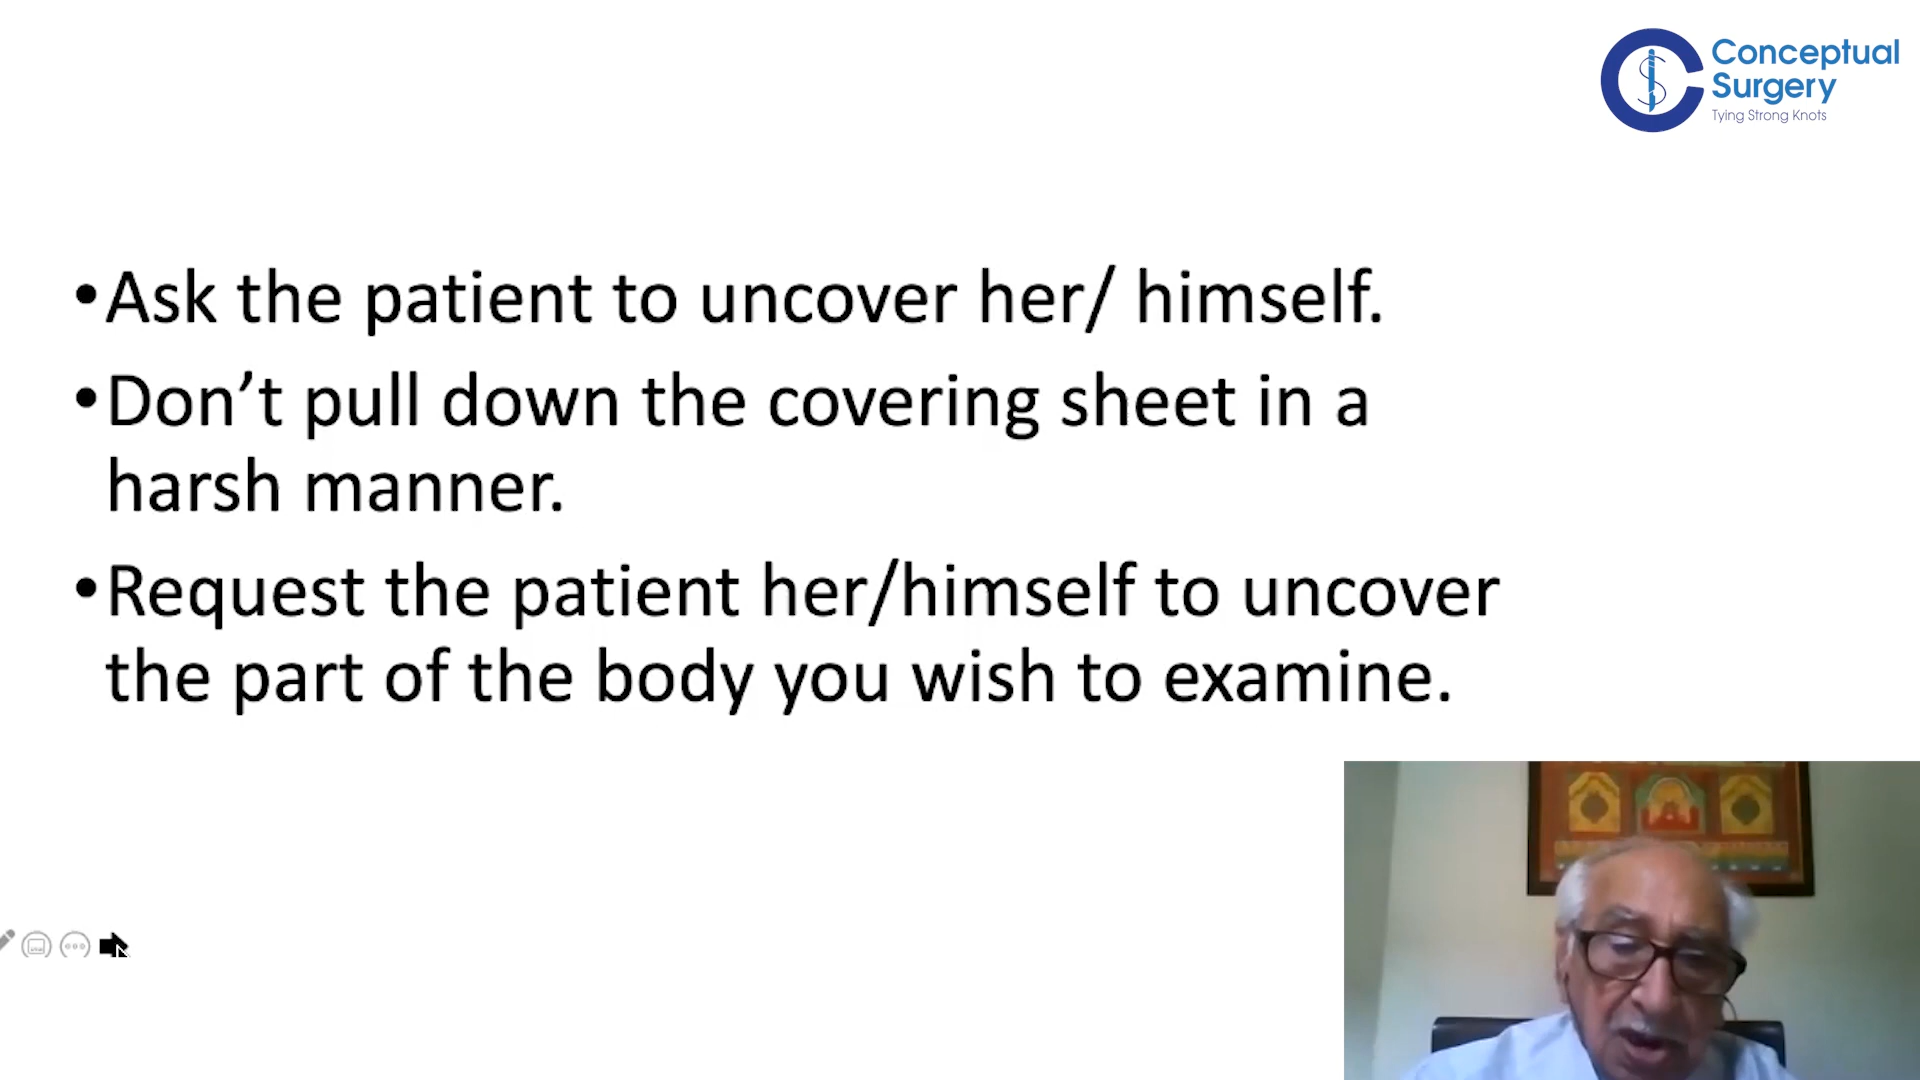 Conceptual
Surgery
Tying Strong Knots
•Ask the patient to uncover her/ himself.
•Don’t pull down the covering sheet in a
harsh manner.
•Request the patient her/himself to uncover
the part of the body you wish to examine.